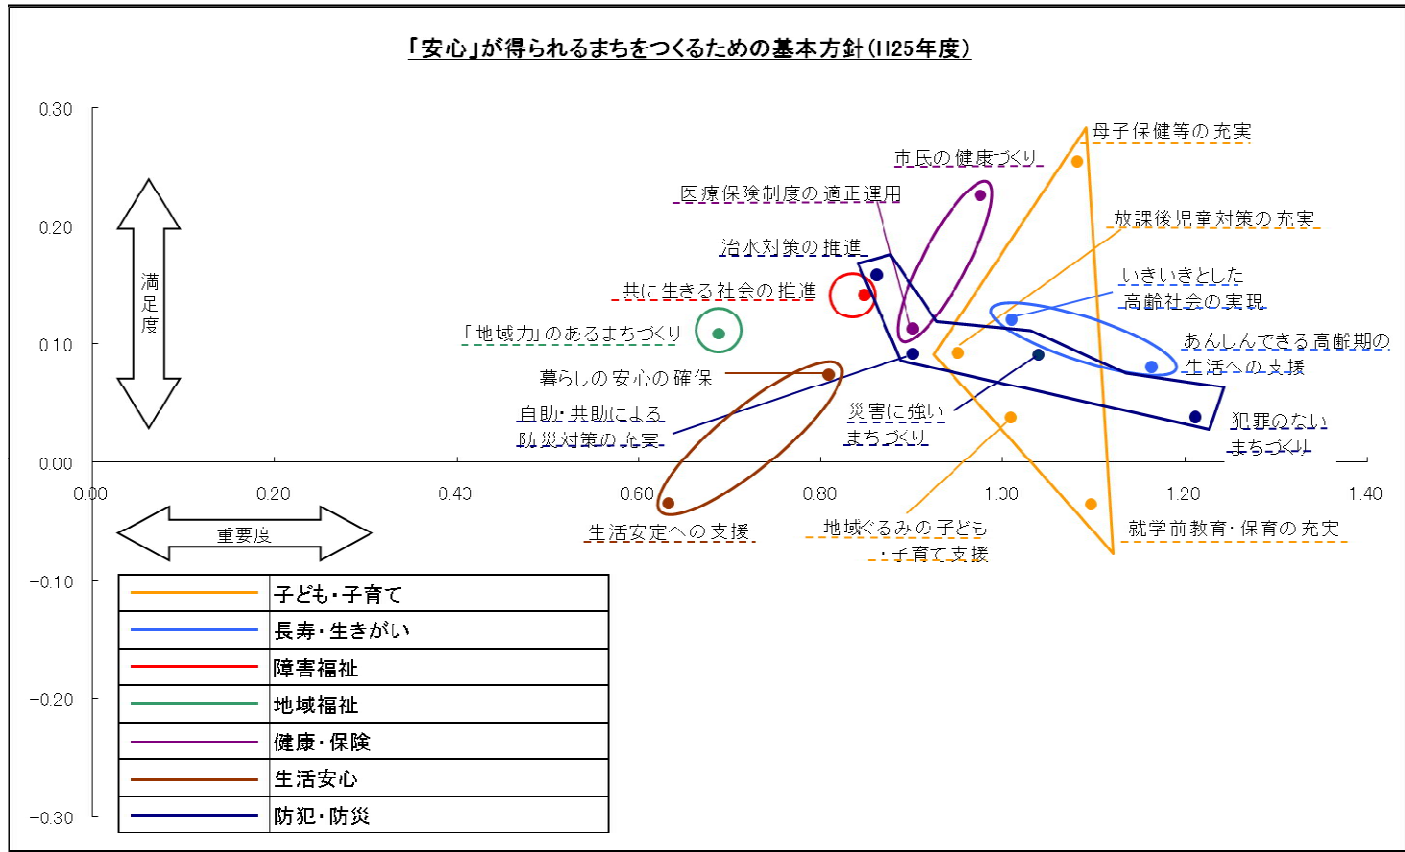 「安心」が得られるまちをつくるための基本方針(H25年度)
0.30
母子保健等の充実
市民の健康づくり
医療保険制度の適正運用
放課後児童対策の充実
0.20
治水対策の推進
いきいきとした
高齢社会の実現
満足度
共に生きる社会の推進
「地域力」のあるまちづくり
0.10
あんしんできる高齢期の
生活への支援
暮らしの安心の確保
自助・共助による
防災対策の充実
災害に強い
まちづくり
犯罪のない
まちづくり
0.00
0.00
0.20
0.40
0.60
0.80
1.00
1.20
1.40
重要度
生活安定への支援
地域ぐるみの子ども
・子育て支援
就学前教育・保育の充実
-0.10
-0.20
-0.30
子ども・子育て
長寿・生きがい
障害福祉
地域福祉
健康・保険
生活安心
防犯・防災